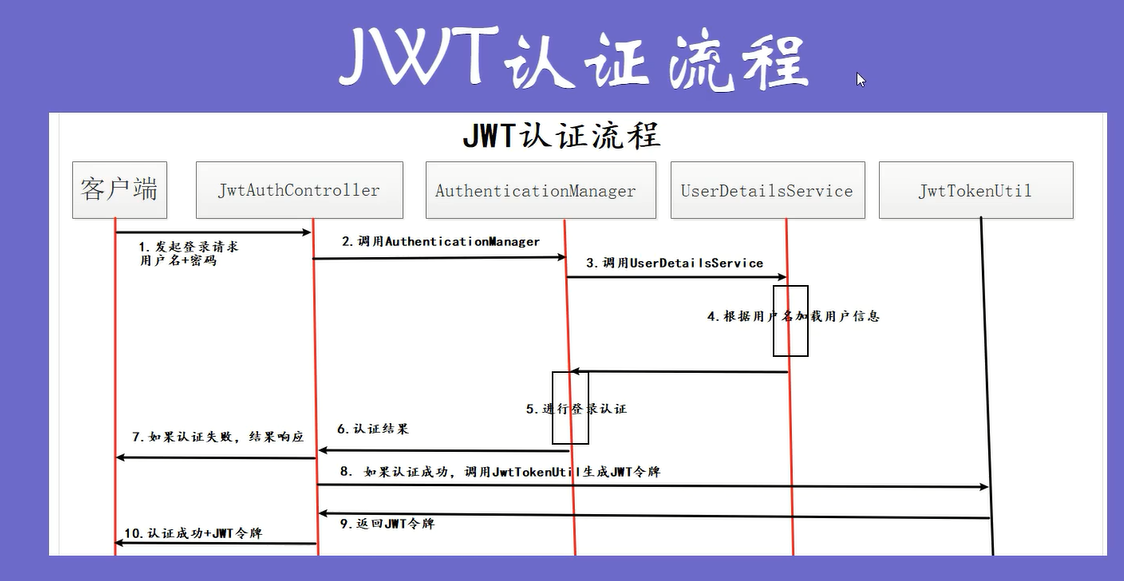 JWT认证流程
JWT认证流程
客户端
JwtAuthController
AuthenticationManager
UserDetailsService
JwtTokenUtil
1.发起登录请求
用户名+密码
2.调用AuthenticationManager
3.调用UserDetailsService
4.根据用户名加载用户信息
5.进行登录认证
6.认证结果
7.如果认证失败，结果响应
8. 如果认证成功，调用JwtTokenUtil生成JWT令牌
9.返回JWT令牌
10.认证成功+JWT令牌